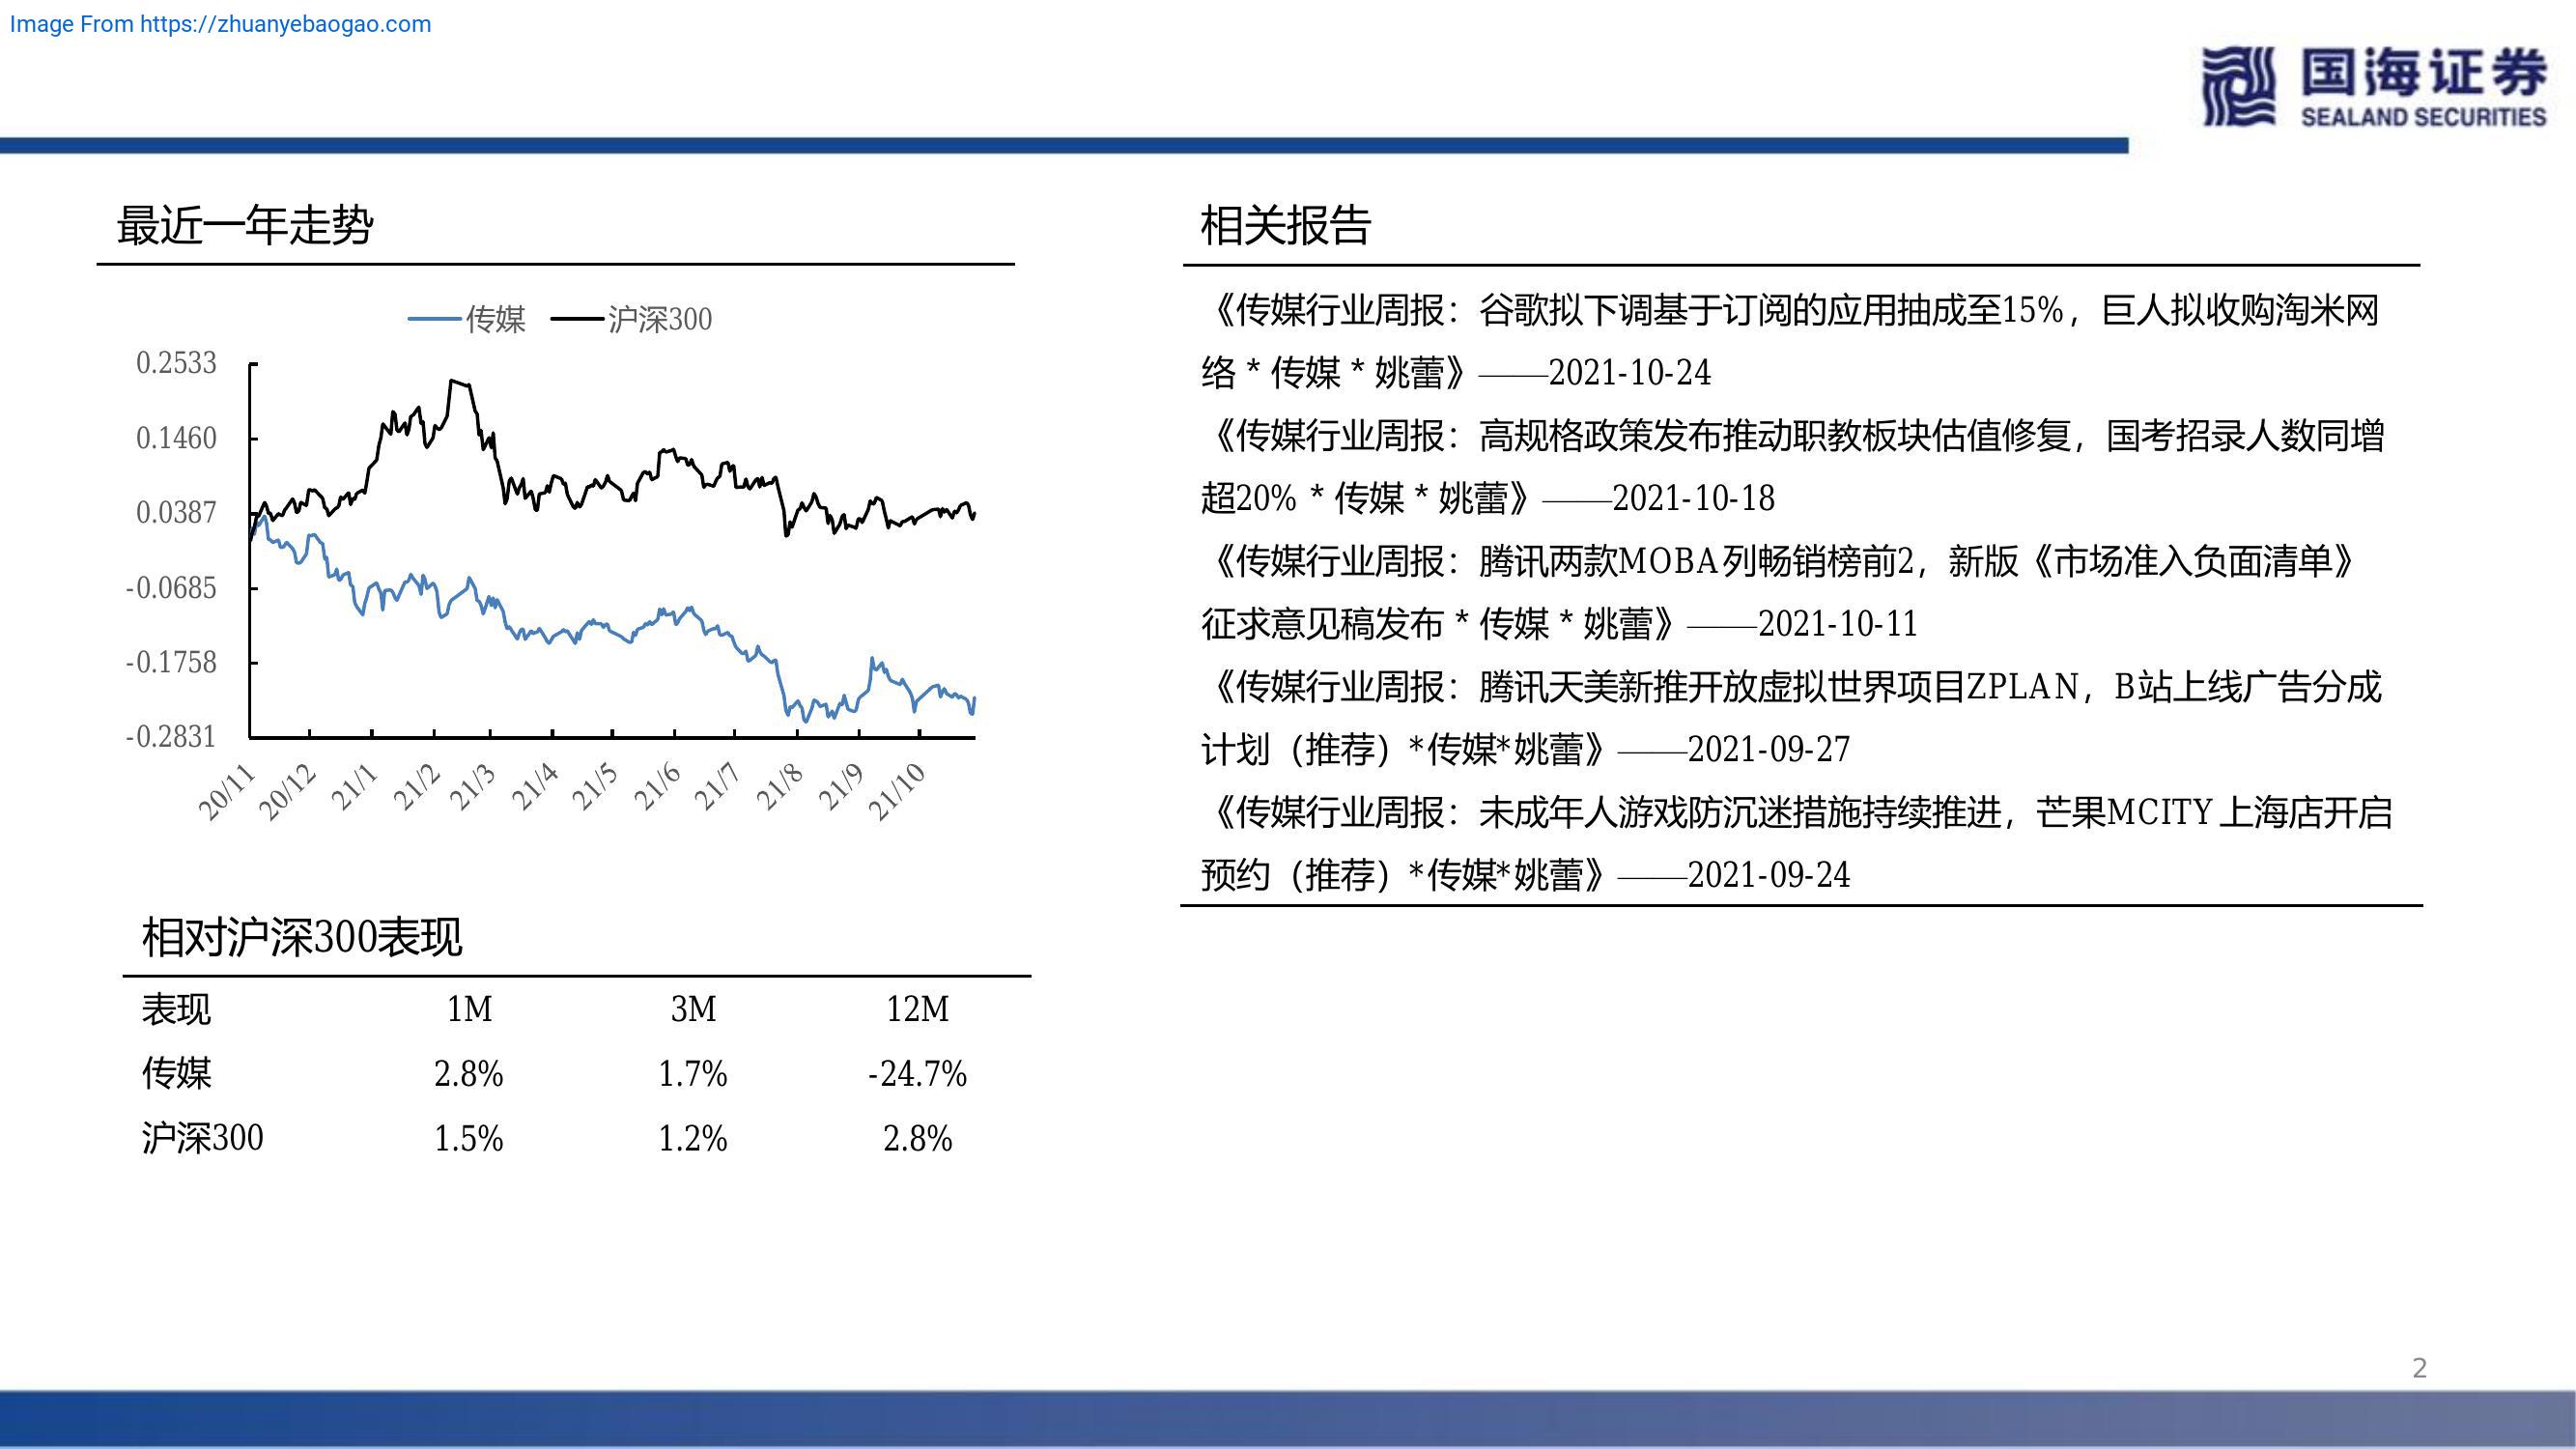 Image From https://zhuanyebaogao.com
国海证券
SEALAND SECURITIES
最近一年走势
传媒 沪深300
0.2533
0.1460
0.0387
-0.0685
-0.1758
-0.2831
20/11 20/12 21/1 21/2 21/3 21/4 21/5 21/6 21/7 21/8 21/9 21/10
相对沪深300表现
表现 1M 3M 12M
传媒 2.8% 1.7% -24.7%
沪深300 1.5% 1.2% 2.8%
相关报告
《传媒行业周报：谷歌拟下调基于订阅的应用抽成至15%，巨人拟收购淘米网
络 * 传媒 * 姚蕾》——2021-10-24
《传媒行业周报：高规格政策发布推动职教板块估值修复，国考招录人数同增
超20% * 传媒 * 姚蕾》——2021-10-18
《传媒行业周报：腾讯两款MOBA列畅销榜前2，新版《市场准入负面清单》
征求意见稿发布 * 传媒 * 姚蕾》——2021-10-11
《传媒行业周报：腾讯天美新推开放虚拟世界项目ZPLAN，B站上线广告分成
计划（推荐）*传媒*姚蕾》——2021-09-27
《传媒行业周报：未成年人游戏防沉迷措施持续推进，芒果MCITY上海店开启
预约（推荐）*传媒*姚蕾》——2021-09-24
2